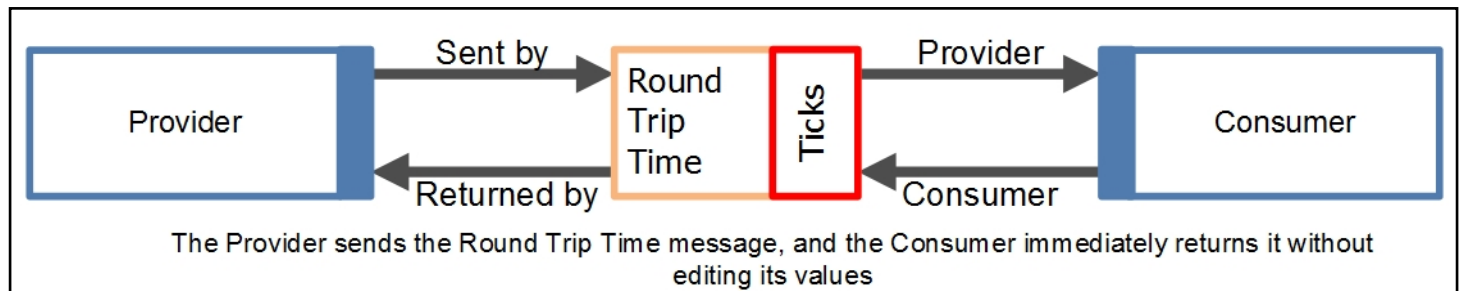 Sent by
Provider
Provider
Round
Trip
Time
Ticks
Consumer
Returned by
Consumer
The Provider sends the Round Trip Time message, and the Consumer immediately returns it without
editing its values